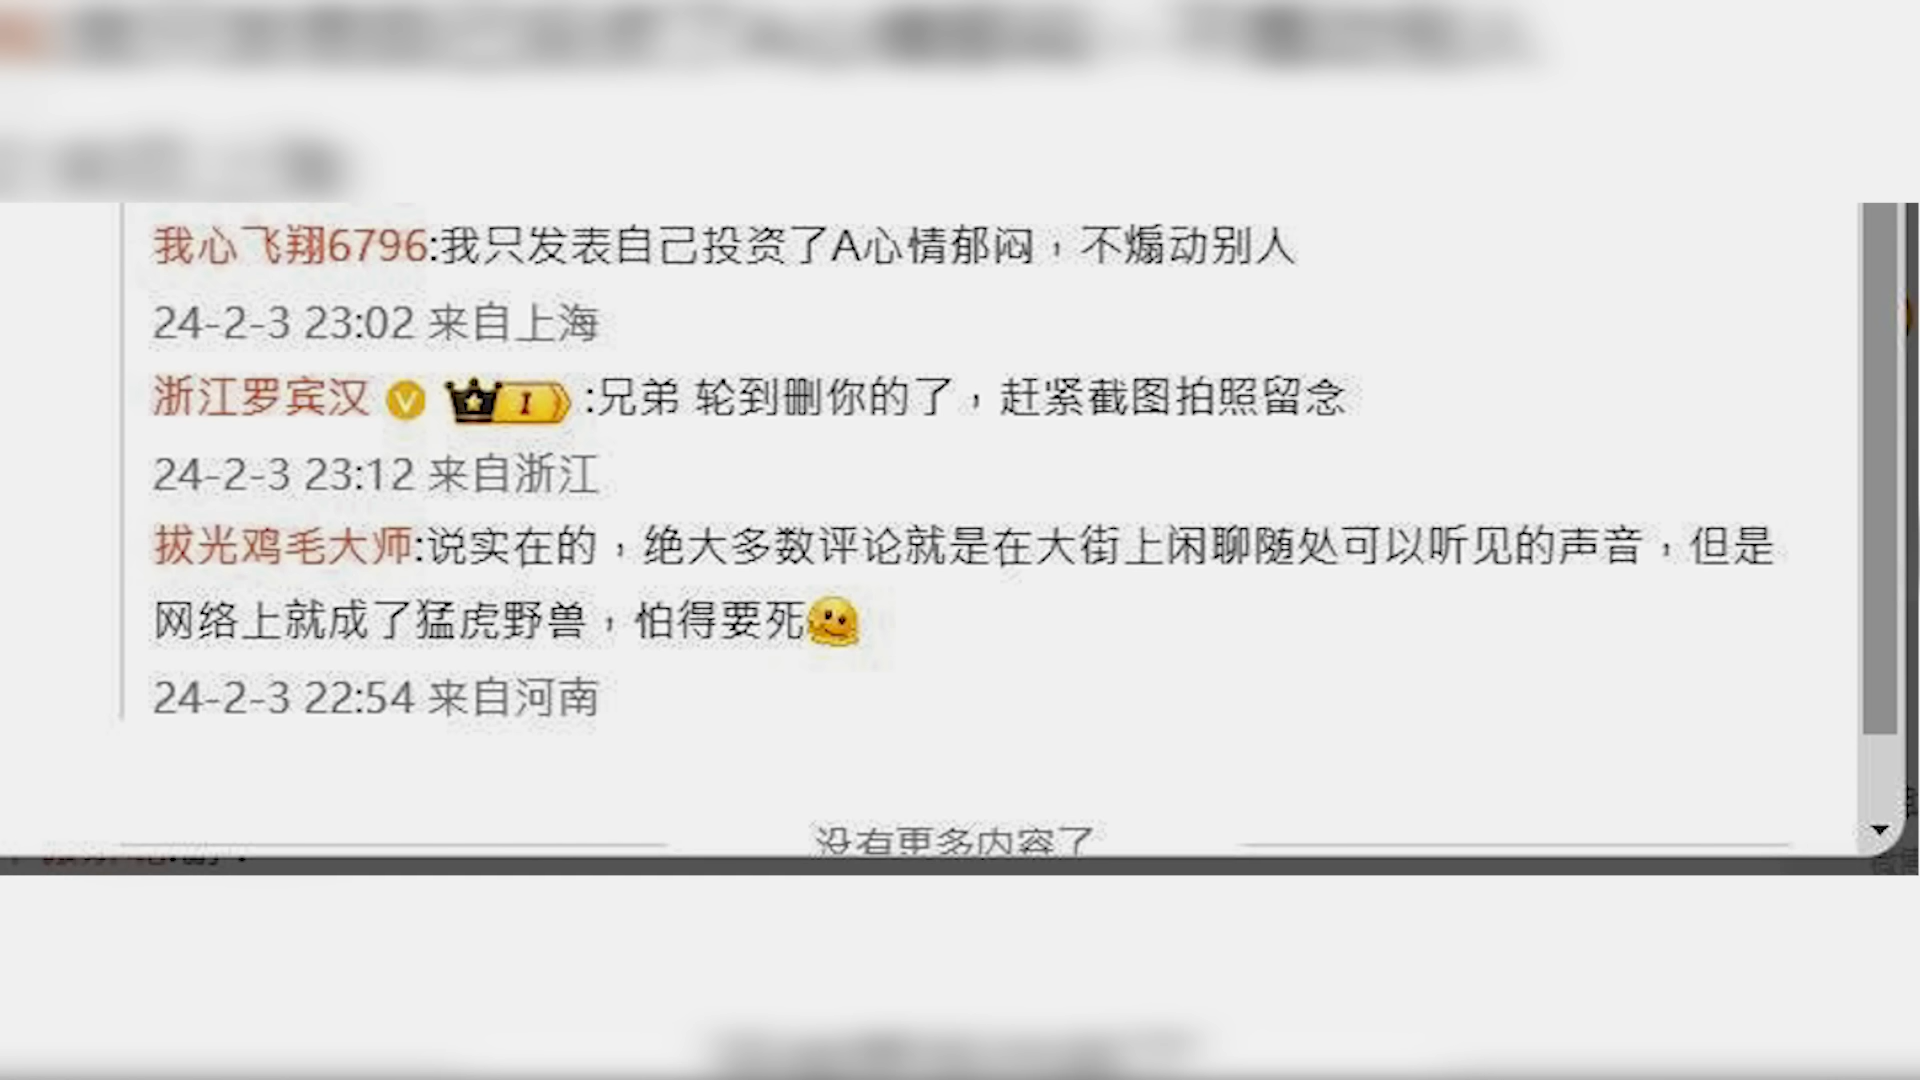 我心飞翔6796:我只发表自己投资了A心情郁闷，不煽动别人
24-2-3 23:02 来自上海
浙江罗宾汉 V I :兄弟 轮到删你的了，赶紧截图拍照留念
24-2-3 23:12 来自浙江
拔光鸡毛大师:说实在的，绝大多数评论就是在大街上闲聊随处可以听见的声音，但是
网络上就成了猛虎野兽，怕得要死
24-2-3 22:54 来自河南
没有更多内容了